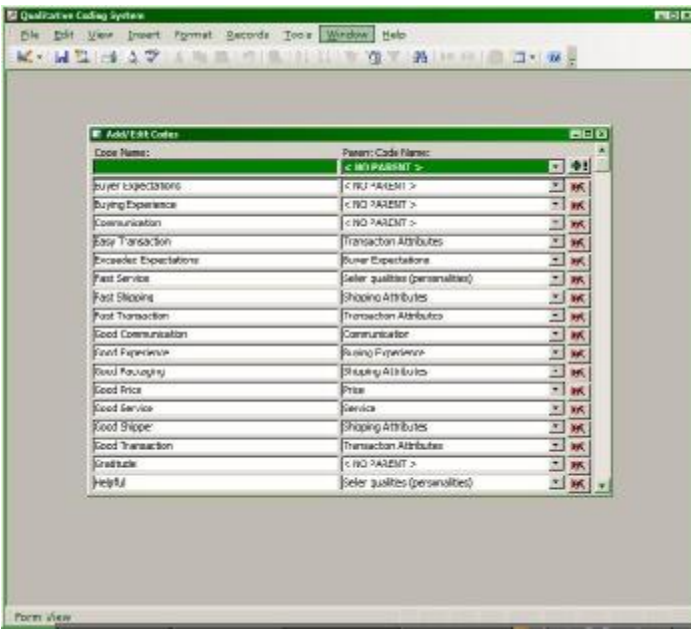 Qualitative Coding System
File Edit View Insert Format Records Tools Window Help
Add/Edit Codes
Code Name: Parent Code Name:
< NO PARENT >
Buyer Expectations < NO PARENT >
Buying Experience < NO PARENT >
Communication < NO PARENT >
Easy Transaction Transaction Attributes
Exceeded Expectations Buyer Expectations
Fast Service Seller qualities (personalities)
Fast Shipping Shipping Attributes
Fast Transaction Transaction Attributes
Good Communication Communication
Good Experience Buying Experience
Good Packaging Shipping Attributes
Good Price Price
Good Service Service
Good Shipper Shipping Attributes
Good Transaction Transaction Attributes
Gratitude < NO PARENT >
Helpful Seller qualities (personalities)
Form View